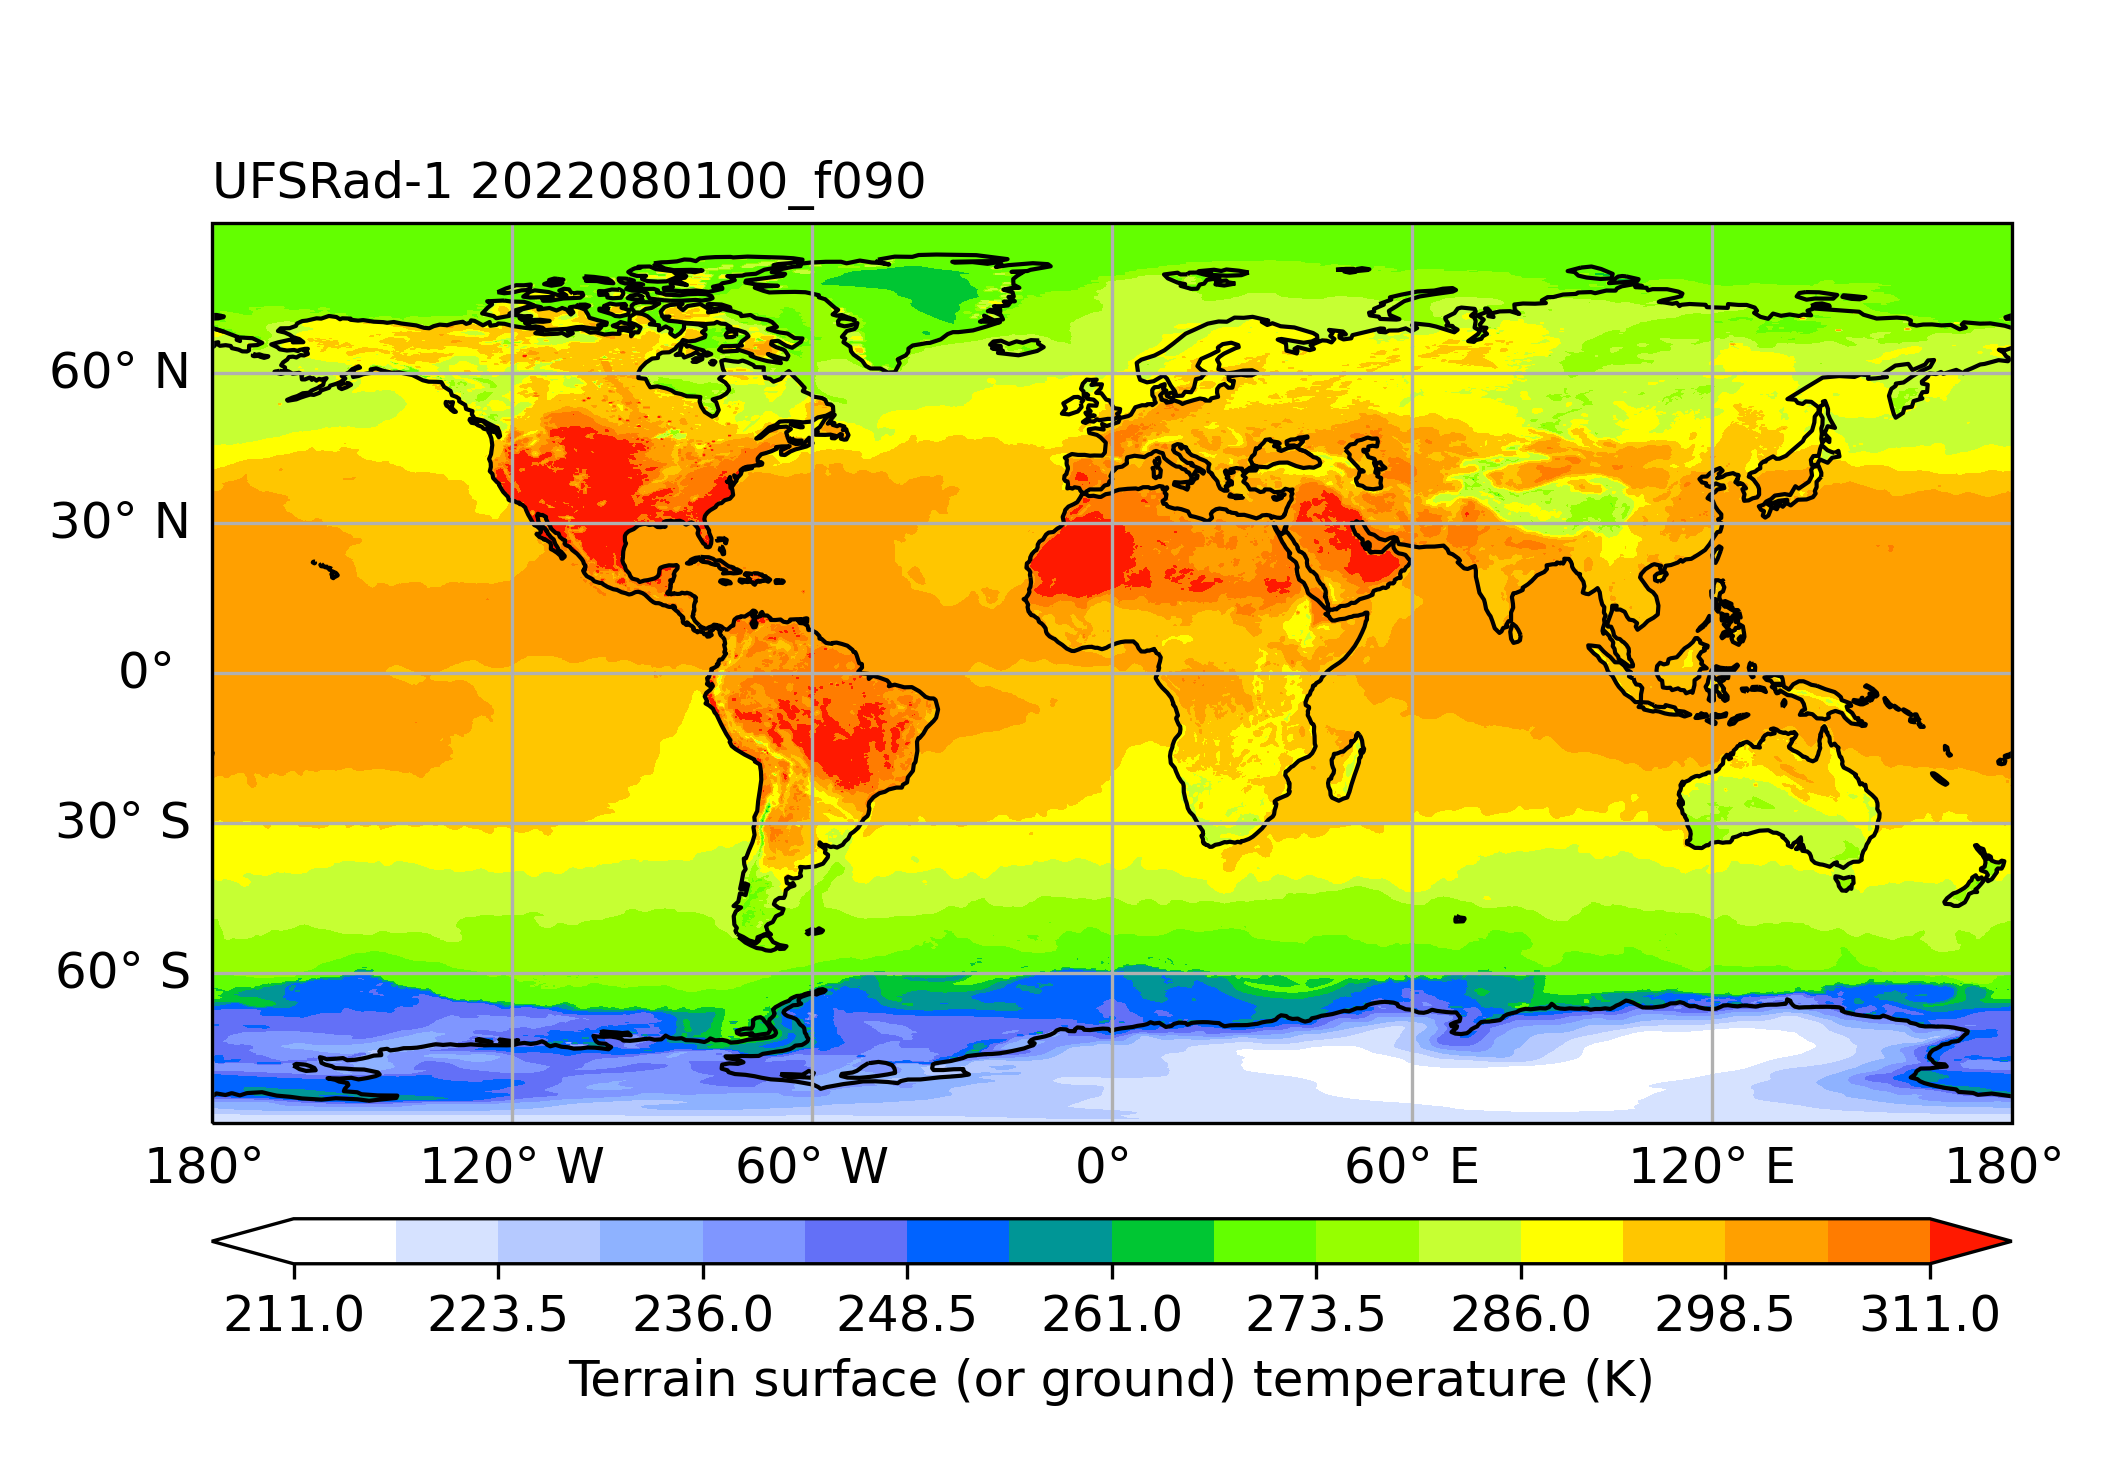 UFSRad-1 2022080100_f090
60° N
30° N
0°
30° S
60° S
180° 120° W 60° W 0° 60° E 120° E 180°
211.0 223.5 236.0 248.5 261.0 273.5 286.0 298.5 311.0
Terrain surface (or ground) temperature (K)